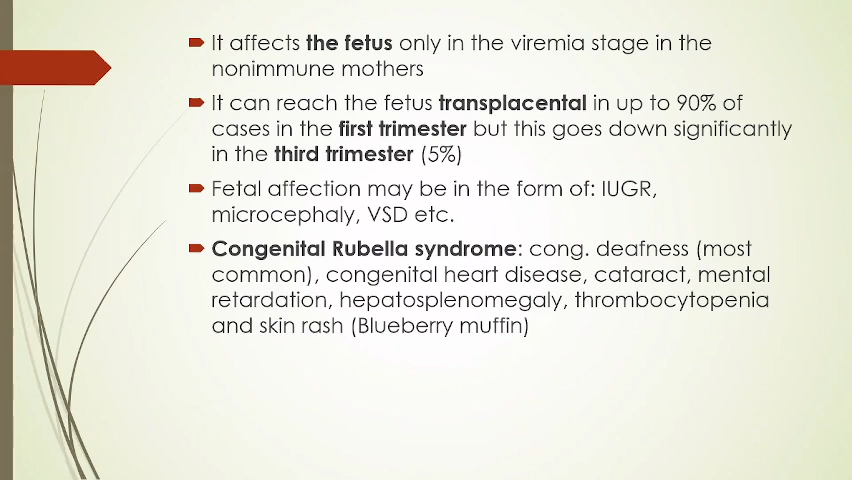 It affects the fetus only in the viremia stage in the
nonimmune mothers
It can reach the fetus transplacental in up to 90% of
cases in the first trimester but this goes down significantly
in the third trimester (5%)
Fetal affection may be in the form of: IUGR,
microcephaly, VSD etc.
Congenital Rubella syndrome: cong. deafness (most
common), congenital heart disease, cataract, mental
retardation, hepatosplenomegaly, thrombocytopenia
and skin rash (Blueberry muffin)